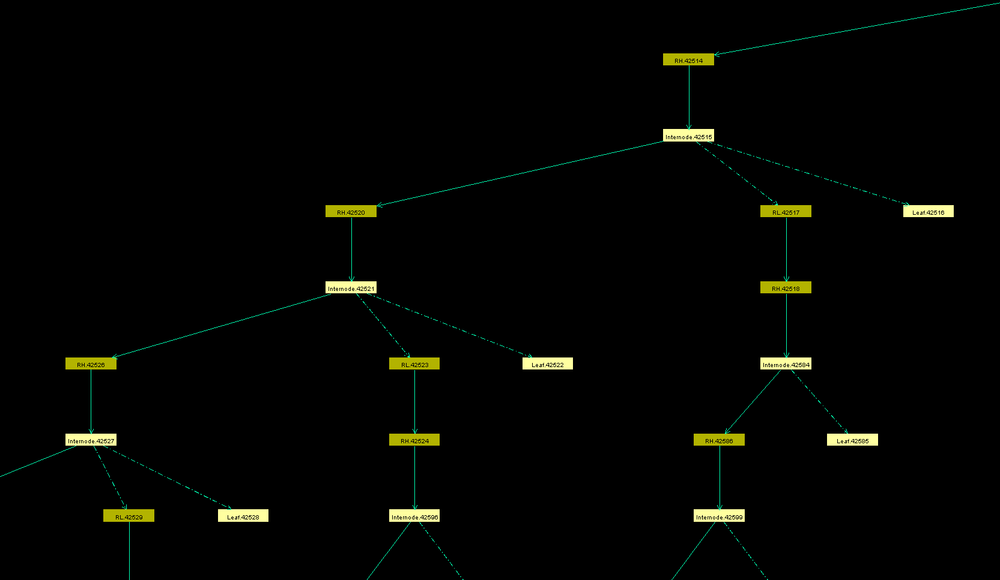 RH.42514
Internode.42515
RH.42520
RL.42517
Leaf.42516
Internode.42521
RH.42518
RH.42526
RL.42523
Leaf.42522
Internode.42584
Internode.42527
RH.42524
RH.42586
Leaf.42585
RL.42529
Leaf.42528
Internode.42596
Internode.42599